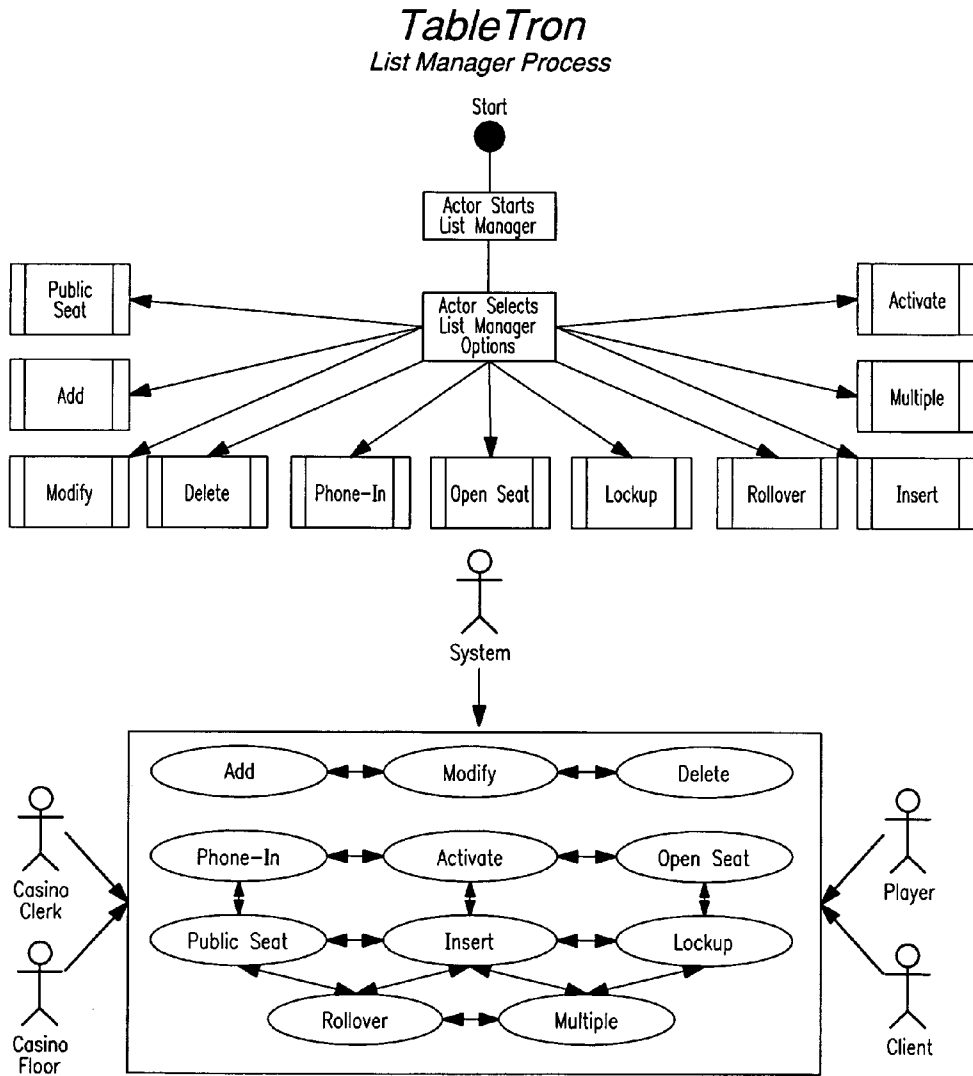 TableTron
List Manager Process
Start
Actor Starts
List Manager
Public
Seat
Actor Selects
List Manager
Options
Activate
Add
Multiple
Modify
Delete
Phone-In
Open Seat
Lockup
Rollover
Insert
System
Add
Modify
Delete
Phone-In
Activate
Open Seat
Casino
Clerk
Player
Public Seat
Insert
Lockup
Rollover
Multiple
Casino
Floor
Client